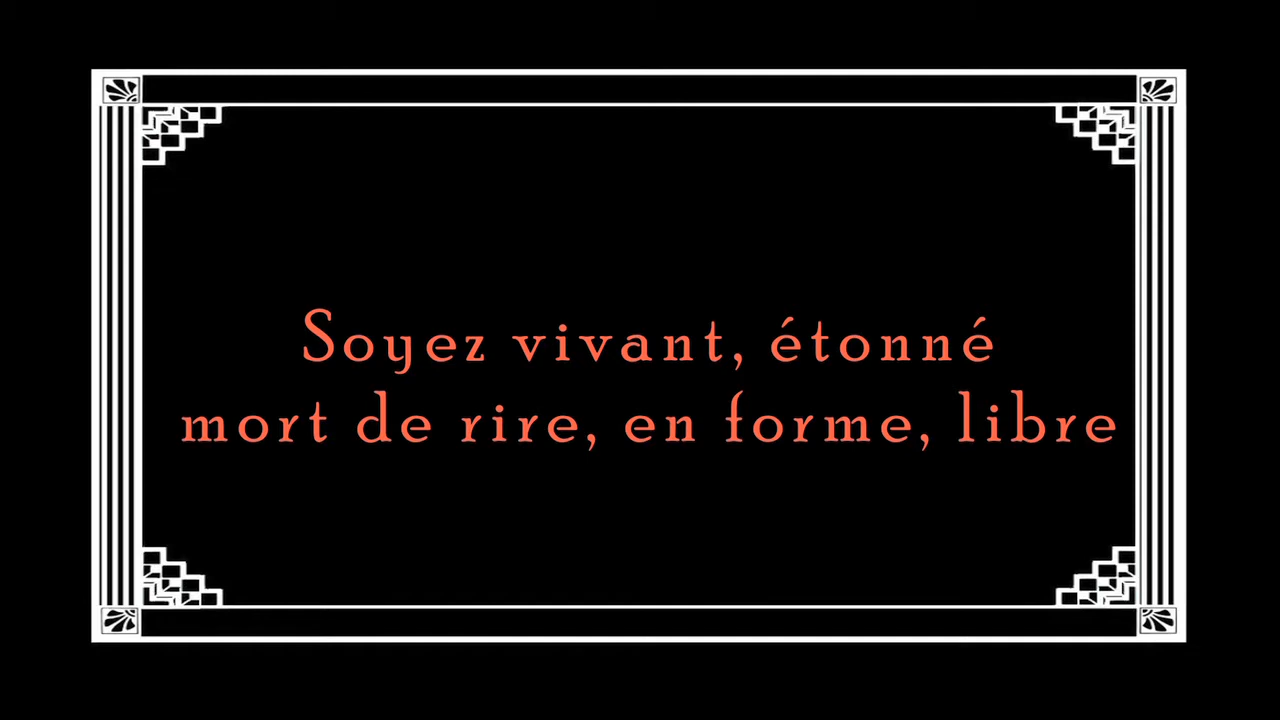 Soyez vivant, étonné
mort de rire, en forme, libre